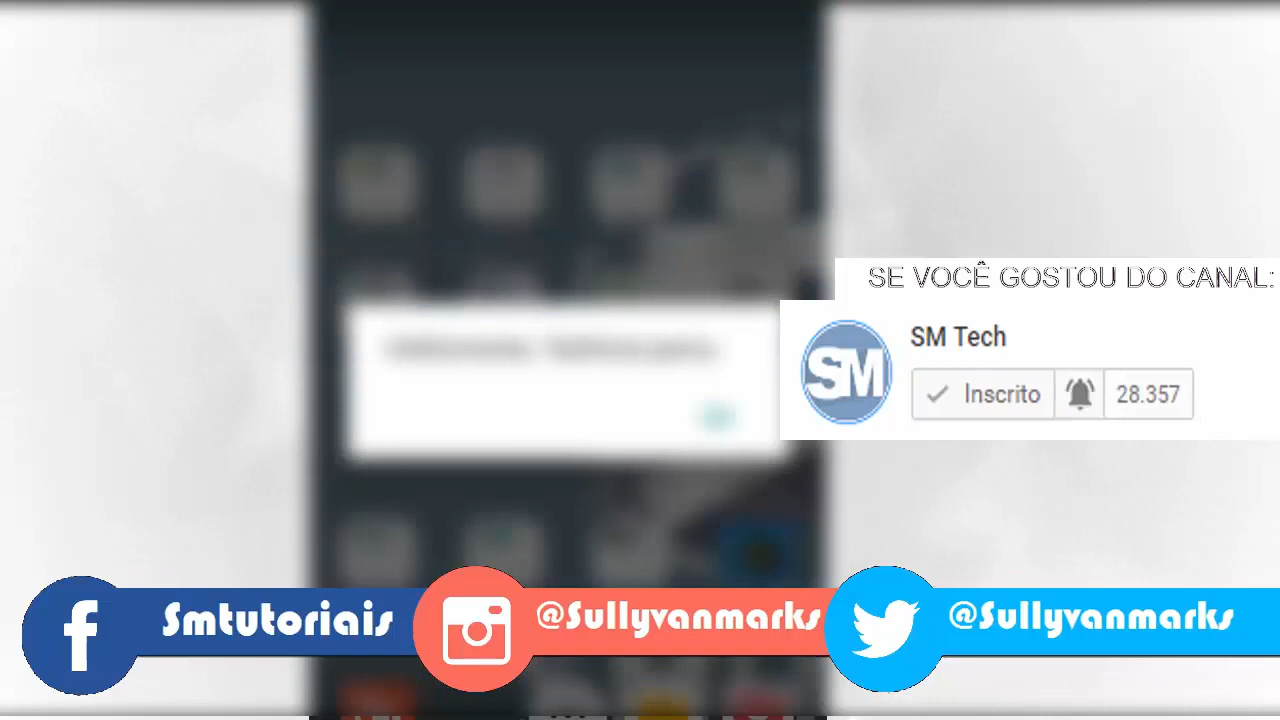 SE VOCÊ GOSTOU DO CANAL:
SM
SM Tech
Inscrito
28.357
Smtutoriais
@Sullyvanmarks
@Sullyvanmarks